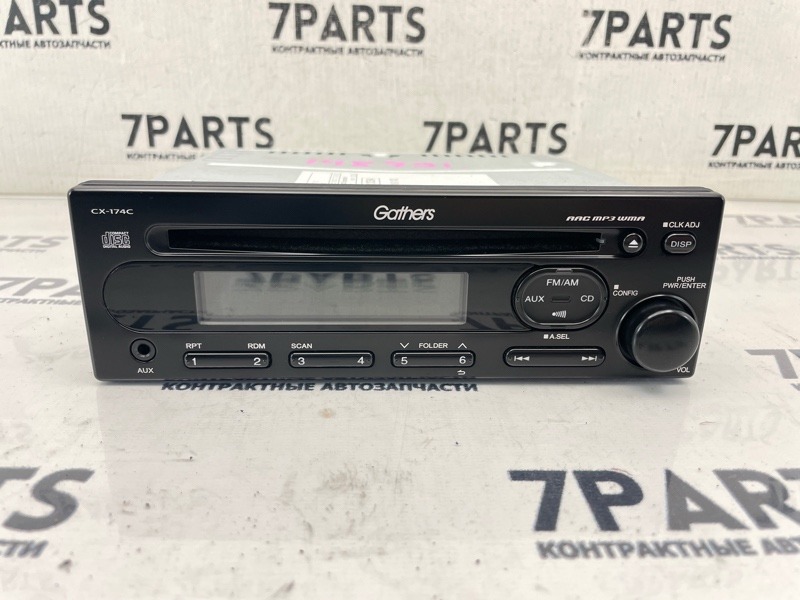 7PARTS
КОНТРАКТНЫЕ АВТОЗАПЧАСТИ
7PARTS
КОНТРАКТНЫЕ АВТОЗАПЧАСТИ
7PARTS
КОНТРАКТНЫЕ АВТОЗАПЧАСТИ
7PARTS
CX-174C
Gathers
AAC MP3 WMA
COMPACT
disc
DIGITAL AUDIO
CLK ADJ
DISP
FM/AM
AUX
CD
CONFIG
PUSH
PWR/ENTER
A.SEL
VOL
AUX
RPT
RDM
SCAN
FOLDER
1
2
3
4
5
6
КОНТРАКТНЫЕ АВТОЗАПЧАСТИ
7PARTS
КОНТРАКТНЫЕ АВТОЗАПЧАСТИ